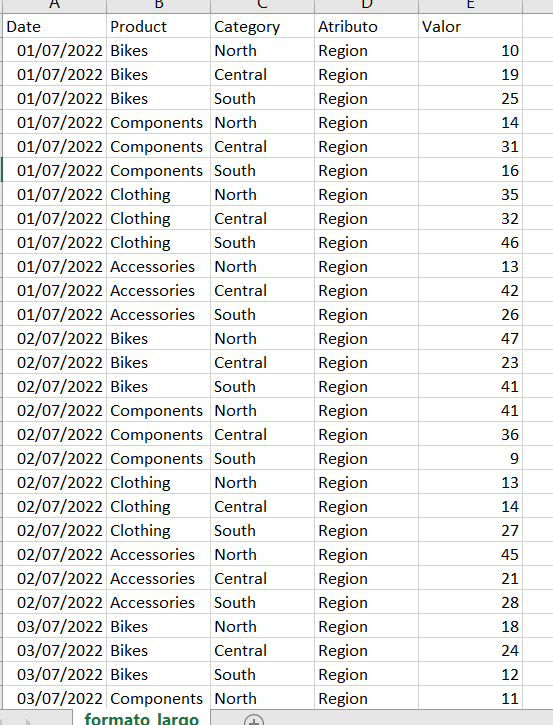 A B C D E
Date Product Category Atributo Valor
01/07/2022 Bikes North Region 10
01/07/2022 Bikes Central Region 19
01/07/2022 Bikes South Region 25
01/07/2022 Components North Region 14
01/07/2022 Components Central Region 31
01/07/2022 Components South Region 16
01/07/2022 Clothing North Region 35
01/07/2022 Clothing Central Region 32
01/07/2022 Clothing South Region 46
01/07/2022 Accessories North Region 13
01/07/2022 Accessories Central Region 42
01/07/2022 Accessories South Region 26
02/07/2022 Bikes North Region 47
02/07/2022 Bikes Central Region 23
02/07/2022 Bikes South Region 41
02/07/2022 Components North Region 41
02/07/2022 Components Central Region 36
02/07/2022 Components South Region 9
02/07/2022 Clothing North Region 13
02/07/2022 Clothing Central Region 14
02/07/2022 Clothing South Region 27
02/07/2022 Accessories North Region 45
02/07/2022 Accessories Central Region 21
02/07/2022 Accessories South Region 28
03/07/2022 Bikes North Region 18
03/07/2022 Bikes Central Region 24
03/07/2022 Bikes South Region 12
03/07/2022 Components North Region 11
formato_largo